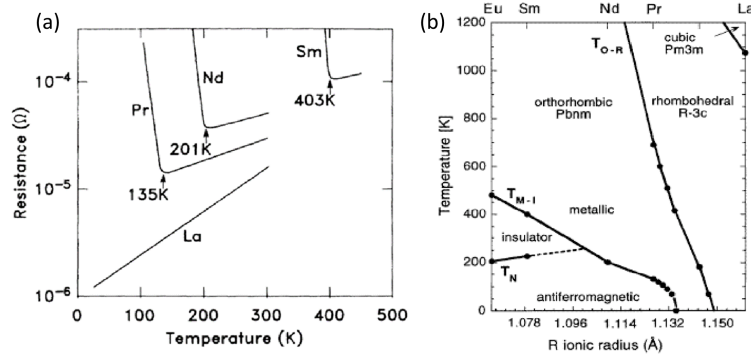 (a)
10⁻⁴
10⁻⁵
10⁻⁶
Resistance (Ω)
Pr
Nd
Sm
La
135K
201K
403K
0
100
200
300
400
500
Temperature (K)
(b)
Eu Sm Nd Pr La
1200
1000
800
600
400
200
0
Temperature [K]
T_O-R
cubic
Pm3m
orthorhombic
Pbnm
rhombohedral
R-3c
T_M-I
metallic
insulator
T_N
antiferromagnetic
1.078 1.096 1.114 1.132 1.150
R ionic radius (Å)